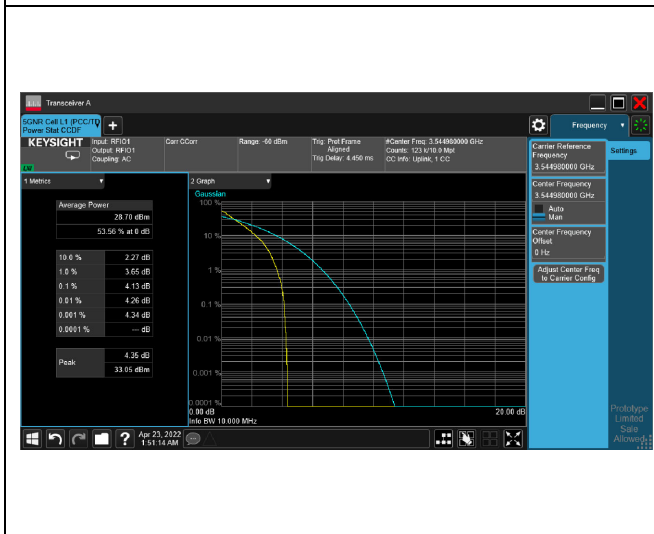 Transceiver A
5GNR Cell L1 (PCC/TD
Power Stat CCDF
Frequency
KEYSIGHT
Input: RFIO1
Output: RFIO1
Coupling: AC
Corr CCorr
Range: -60 dBm
Trig: Pret Frame
Aligned
Trig Delay: 4.450 ms
#Center Freq: 3.544980000 GHz
Counts: 123 k/10.0 Mpt
CC Info: Uplink, 1 CC
1 Metrics
Average Power
28.70 dBm
53.56 % at 0 dB
10.0 % 2.27 dB
1.0 % 3.65 dB
0.1 % 4.13 dB
0.01 % 4.26 dB
0.001 % 4.34 dB
0.0001 % --- dB
Peak
4.35 dB
33.05 dBm
2 Graph
Gaussian
100 %
10 %
1 %
0.1 %
0.01 %
0.001 %
0.0001 %
0.00 dB
20.00 dB
Info BW 10.000 MHz
Carrier Reference
Frequency
3.544980000 GHz
Center Frequency
3.544980000 GHz
Auto
Man
Center Frequency
Offset
0 Hz
Adjust Center Freq
to Carrier Config
Settings
Prototype
Limited
Sale
Allowed
Apr 23, 2022
1:51:14 AM